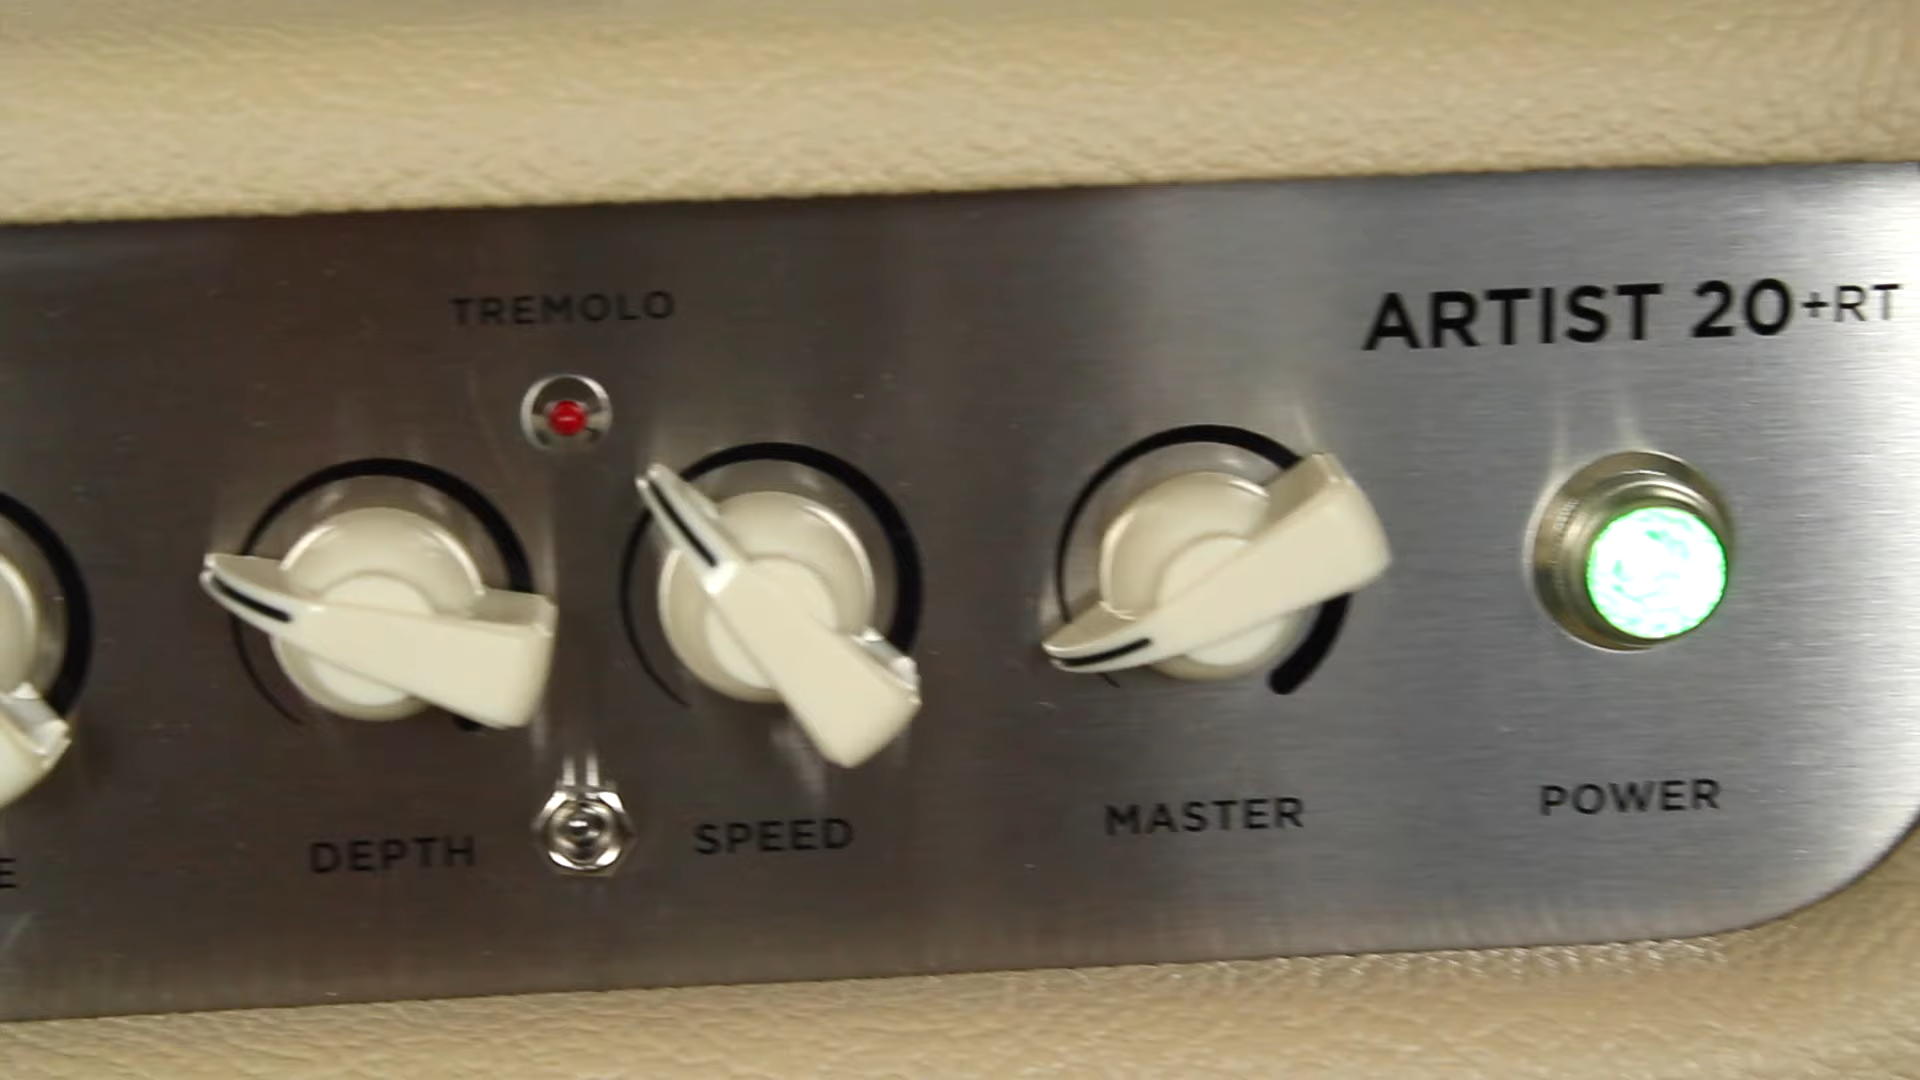 TREMOLO
ARTIST 20+RT
E
DEPTH
SPEED
MASTER
POWER